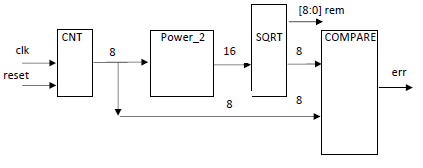 [8:0] rem
CNT
Power_2
SQRT
COMPARE
clk
8
16
8
err
reset
8
8